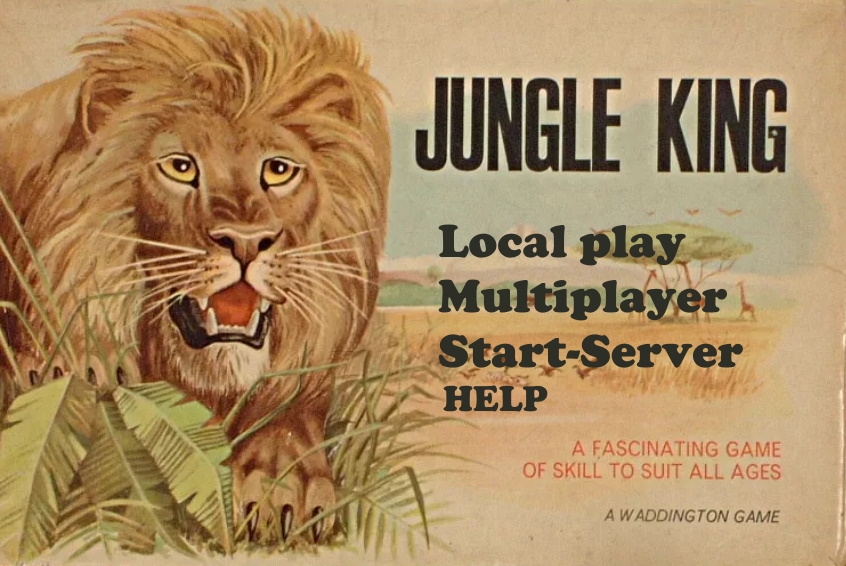 JUNGLE KING
Local play
Multiplayer
Start-Server
HELP
A FASCINATING GAME
OF SKILL TO SUIT ALL AGES
A WADDINGTON GAME